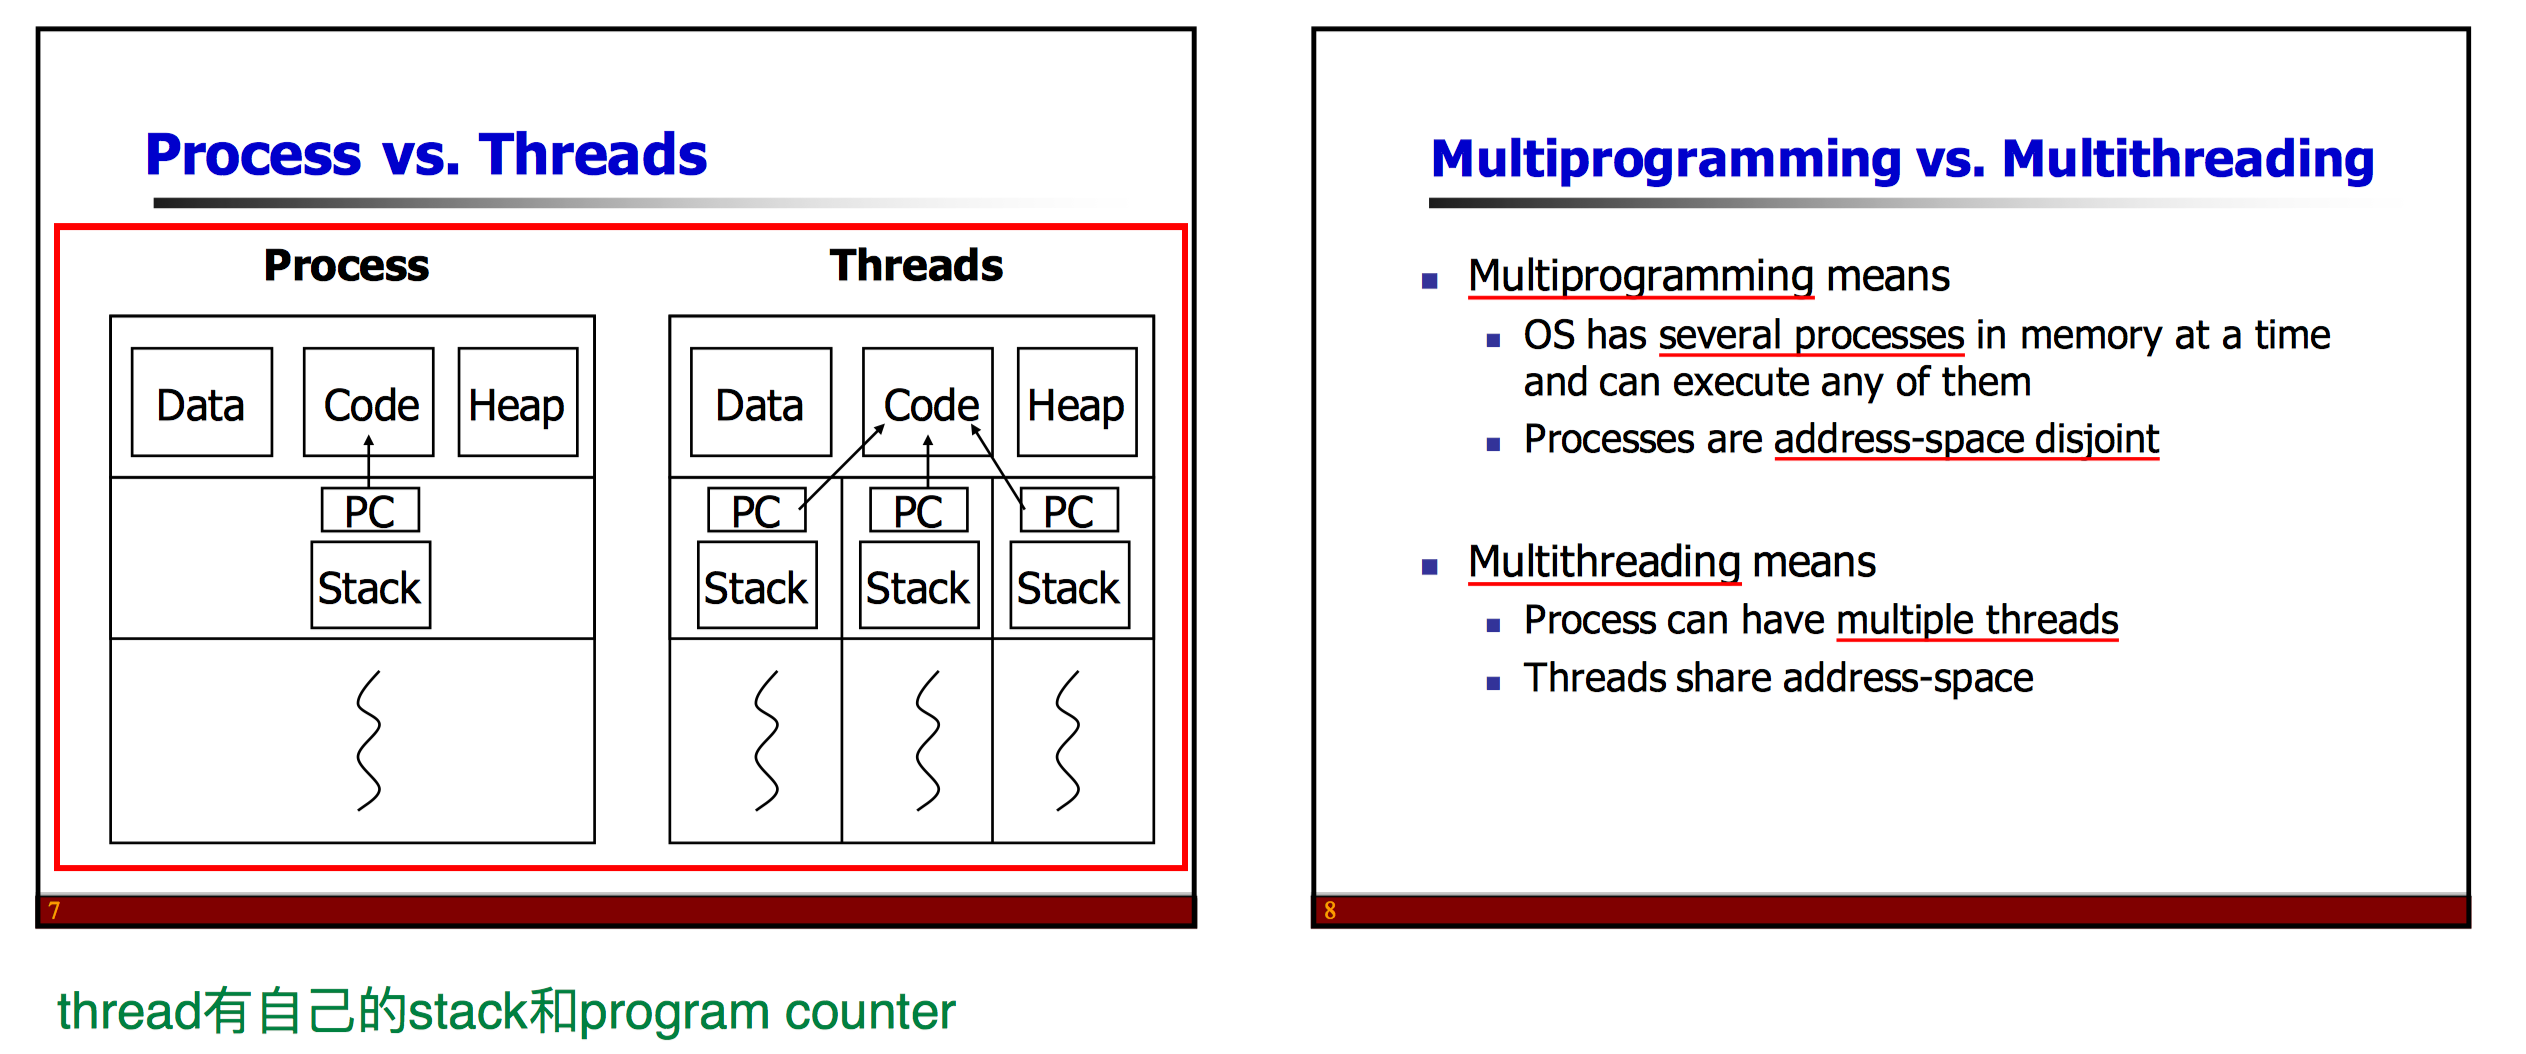 Process vs. Threads
Process
Threads
Data
Code
Heap
PC
Stack
Data
Code
Heap
PC
PC
PC
Stack
Stack
Stack
7
Multiprogramming vs. Multithreading
Multiprogramming means
OS has several processes in memory at a time
and can execute any of them
Processes are address-space disjoint
Multithreading means
Process can have multiple threads
Threads share address-space
8
thread有自己的stack和program counter